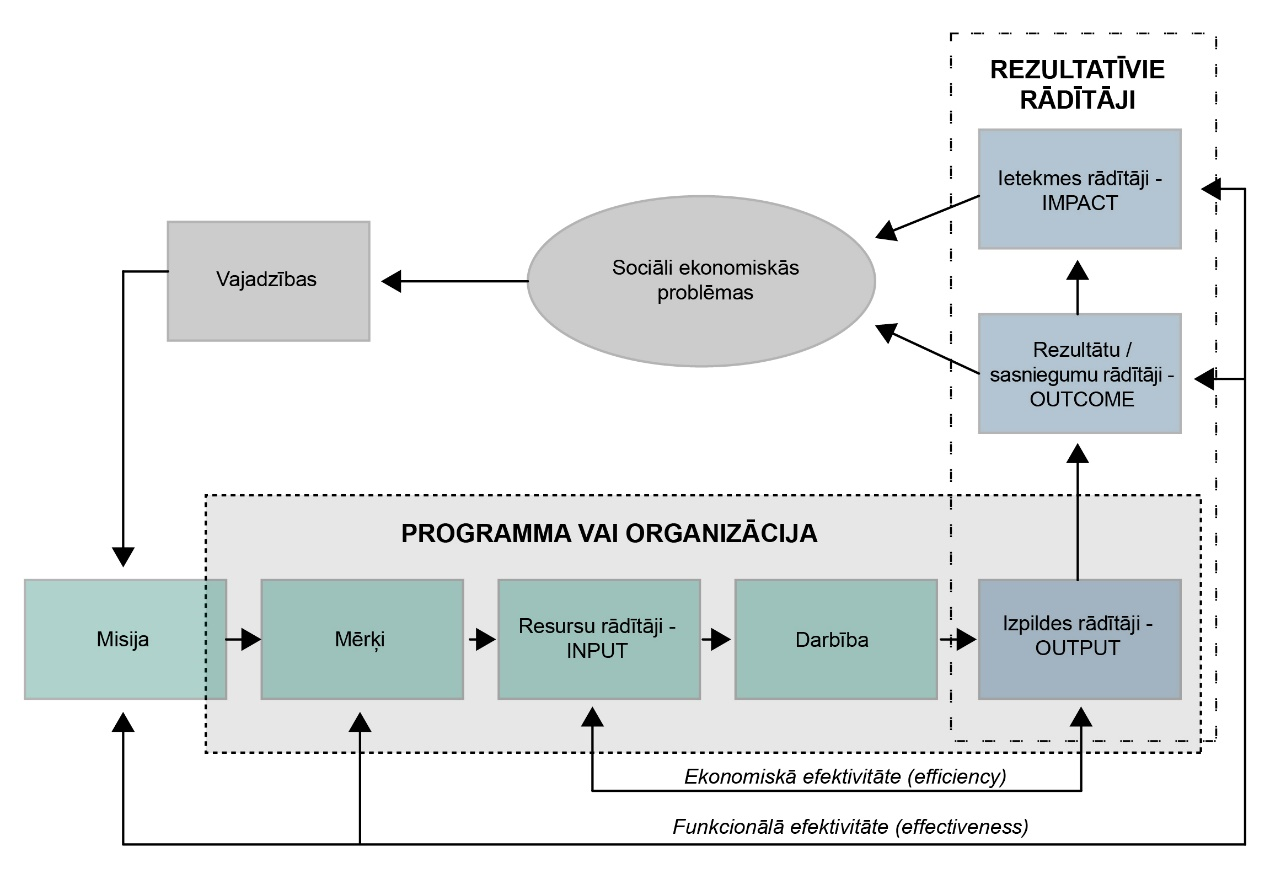 REZULTATĪVIE
RĀDĪTĀJI
Ietekmes rādītāji -
IMPACT
Vajadzības
Sociāli ekonomiskās
problēmas
Rezultātu /
sasniegumu rādītāji -
OUTCOME
PROGRAMMA VAI ORGANIZĀCIJA
Misija
Mērķi
Resursu rādītāji -
INPUT
Darbība
Izpildes rādītāji -
OUTPUT
Ekonomiskā efektivitāte (efficiency)
Funkcionālā efektivitāte (effectiveness)